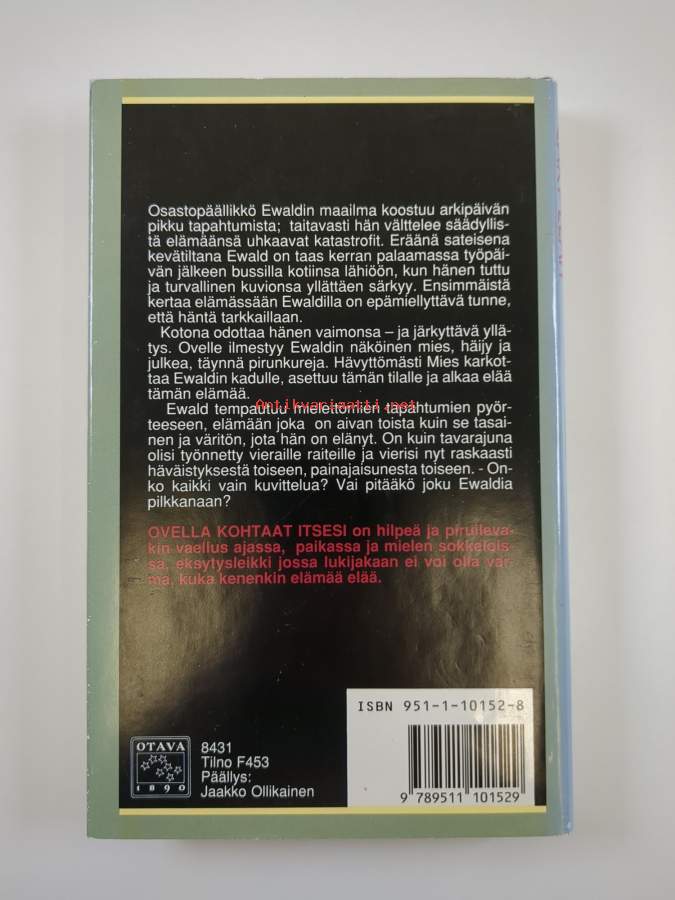 Osastopäällikkö Ewaldin maailma koostuu arkipäivän
pikku tapahtumista; taitavasti hän välttelee säädyllis-
tä elämäänsä uhkaavat katastrofit. Eräänä sateisena
kevätiltana Ewald on taas kerran palaamassa työpäi-
vän jälkeen bussilla kotiinsa lähiöön, kun hänen tuttu
ja turvallinen kuvionsa yllättäen särkyy. Ensimmäistä
kertaa elämässään Ewaldilla on epämiellyttävä tunne,
että häntä tarkkaillaan.
Kotona odottaa hänen vaimonsa – ja järkyttävä yllä-
tys. Ovelle ilmestyy Ewaldin näköinen mies, häijy ja
julkea, täynnä pirunkureja. Hävyttömästi Mies karkot-
taa Ewaldin kadulle, asettuu tämän tilalle ja alkaa elää
tämän elämää.
Antikvariaatti.net
Ewald tempautuu mielettömien tapahtumien pyör-
teeseen, elämään joka on aivan toista kuin se tasai-
nen ja väritön, jota hän on elänyt. On kuin tavarajuna
olisi työnnetty vieraille raiteille ja vierisi nyt raskaasti
häväistyksestä toiseen, painajaisunesta toiseen. - On-
ko kaikki vain kuvittelua? Vai pitääkö joku Ewaldia
pilkkanaan?
OVELLA KOHTAAT ITSESI on hilpeä ja piruileva-
kin vaellus ajassa, paikassa ja mielen sokkelois-
sa, eksytysleikki jossa lukijakaan ei voi olla var-
ma, kuka kenenkin elämää elää.
ISBN 951-1-10152-8
9 789511 101529
OTAVA
1890
8431
Tilno F453
Päällys:
Jaakko Ollikainen